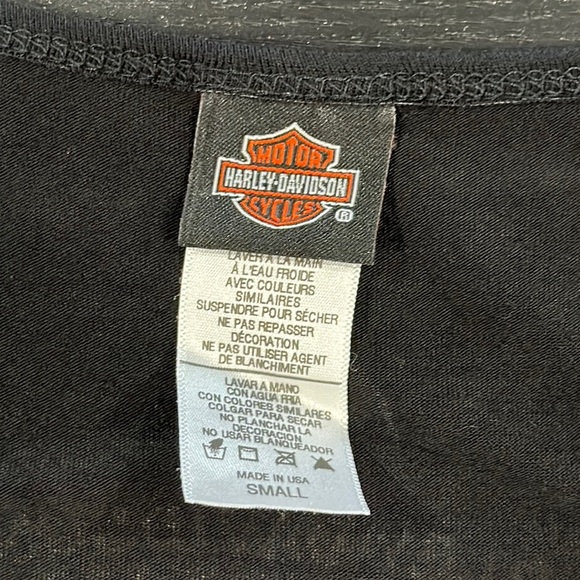 MOTOR
HARLEY-DAVIDSON
CYCLES
®
LAVER A LA MAIN
À L'EAU FROIDE
AVEC COULEURS
SIMILAIRES
SUSPENDRE POUR SÉCHER
NE PAS REPASSER
DÉCORATION
NE PAS UTILISER AGENT
DE BLANCHIMENT
LAVAR A MANO
CON AGUA FRIA
CON COLORES SIMILARES
COLGAR PARA SECAR
NO PLANCHAR LA
DECORACION
NO USAR BLANQUEADOR
MADE IN USA
SMALL